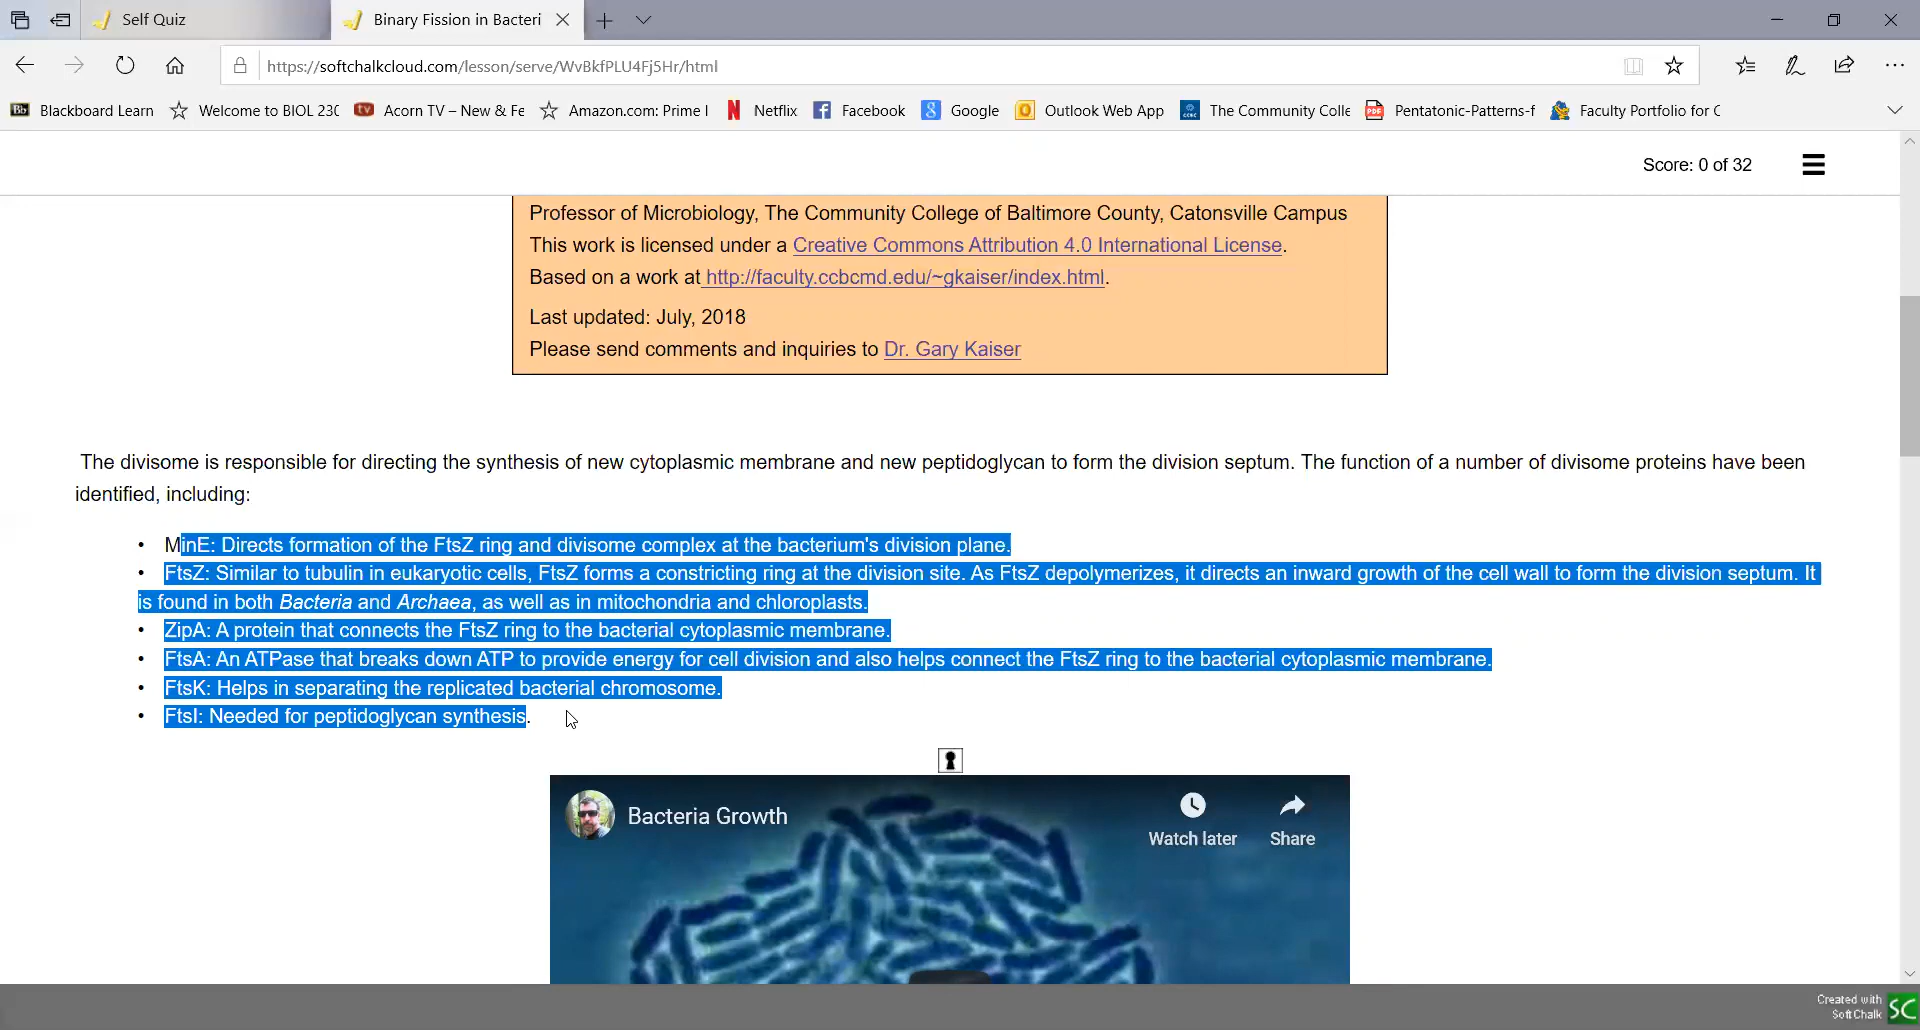 Self Quiz
Binary Fission in Bacteri
https://softchalkcloud.com/lesson/serve/WvBkfPLU4Fj5Hr/html
Bb Blackboard Learn Welcome to BIOL 230 tv Acorn TV – New & Fe Amazon.com: Prime Netflix Facebook Google Outlook Web App The Community Colle Pentatonic-Patterns-f Faculty Portfolio for C
Score: 0 of 32
Professor of Microbiology, The Community College of Baltimore County, Catonsville Campus
This work is licensed under a Creative Commons Attribution 4.0 International License.
Based on a work at http://faculty.ccbcmd.edu/~gkaiser/index.html.
Last updated: July, 2018
Please send comments and inquiries to Dr. Gary Kaiser
The divisome is responsible for directing the synthesis of new cytoplasmic membrane and new peptidoglycan to form the division septum. The function of a number of divisome proteins have been
identified, including:
• MinE: Directs formation of the FtsZ ring and divisome complex at the bacterium's division plane.
• FtsZ: Similar to tubulin in eukaryotic cells, FtsZ forms a constricting ring at the division site. As FtsZ depolymerizes, it directs an inward growth of the cell wall to form the division septum. It
is found in both Bacteria and Archaea, as well as in mitochondria and chloroplasts.
• ZipA: A protein that connects the FtsZ ring to the bacterial cytoplasmic membrane.
• FtsA: An ATPase that breaks down ATP to provide energy for cell division and also helps connect the FtsZ ring to the bacterial cytoplasmic membrane.
• FtsK: Helps in separating the replicated bacterial chromosome.
• FtsI: Needed for peptidoglycan synthesis.
Bacteria Growth
Watch later
Share
Created with
SoftChalk
SC